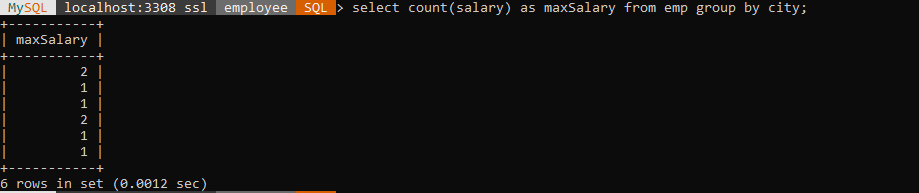 MySQL localhost:3308 ssl employee SQL > select count(salary) as maxSalary from emp group by city;
+-----------+
| maxSalary |
+-----------+
|         2 |
|         1 |
|         1 |
|         2 |
|         1 |
|         1 |
+-----------+
6 rows in set (0.0012 sec)